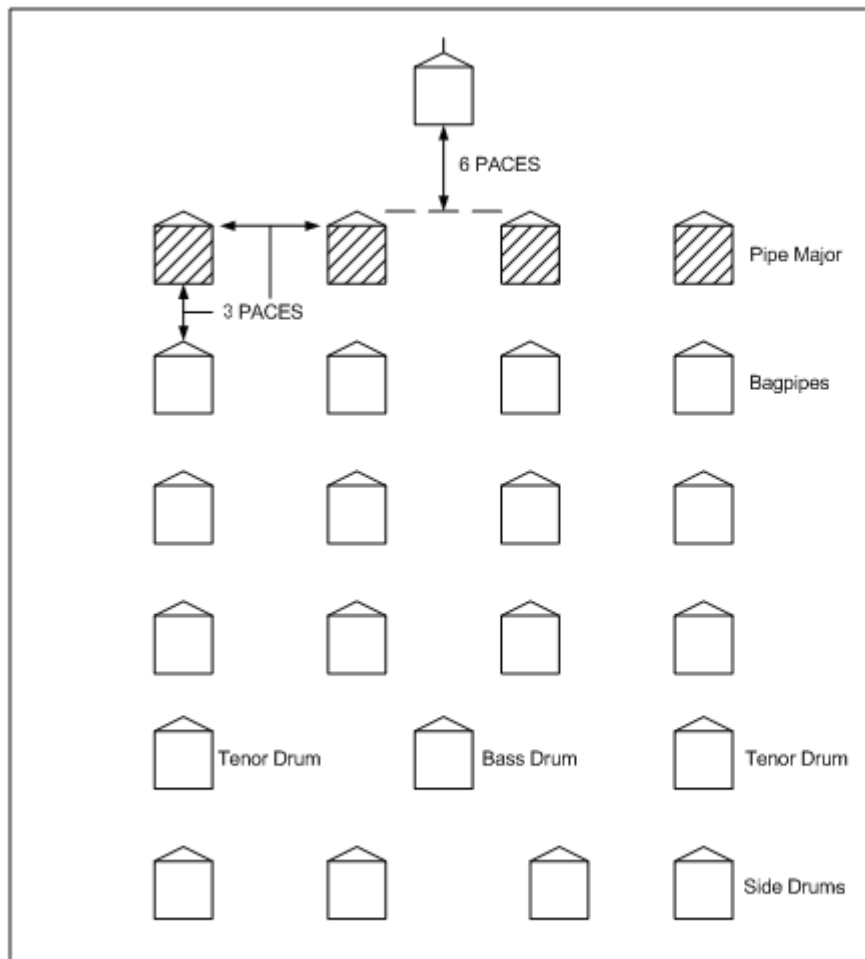 6 PACES
Pipe Major
3 PACES
Bagpipes
Tenor Drum Bass Drum Tenor Drum
Side Drums